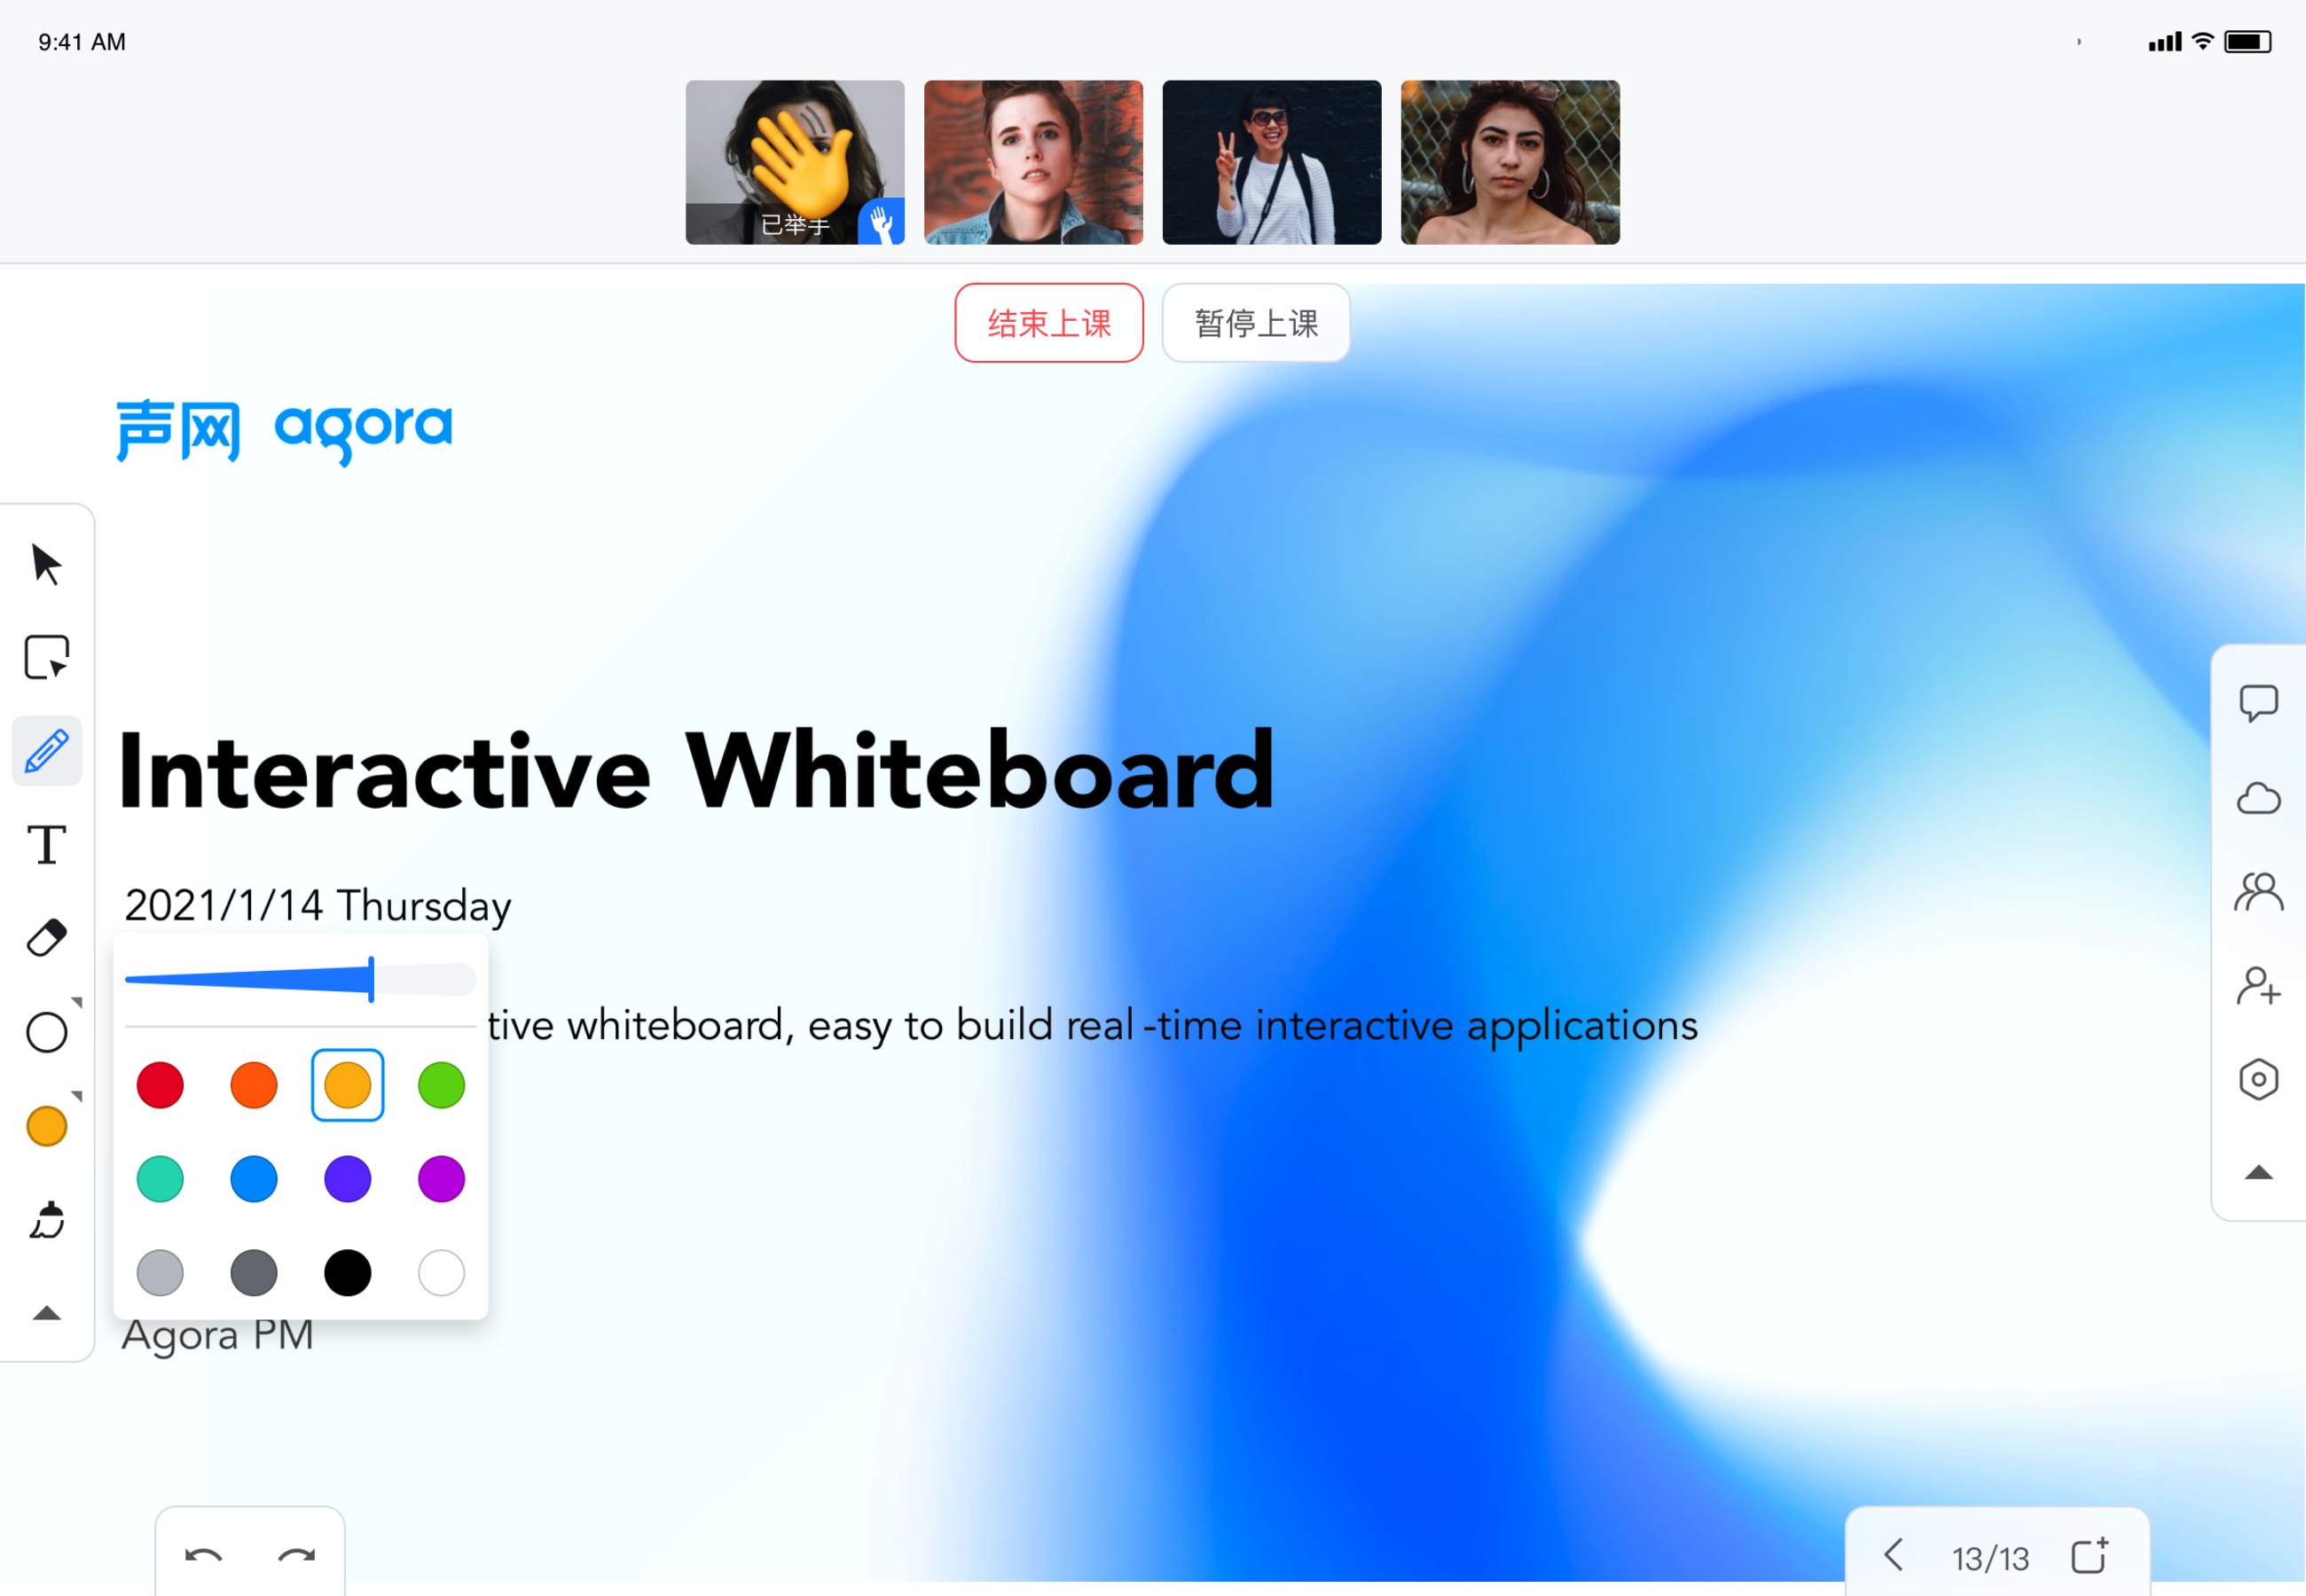 9:41 AM
已举手
结束上课
暂停上课
声网 agora
Interactive Whiteboard
2021/1/14 Thursday
tive whiteboard, easy to build real-time interactive applications
Agora PM
T
13/13